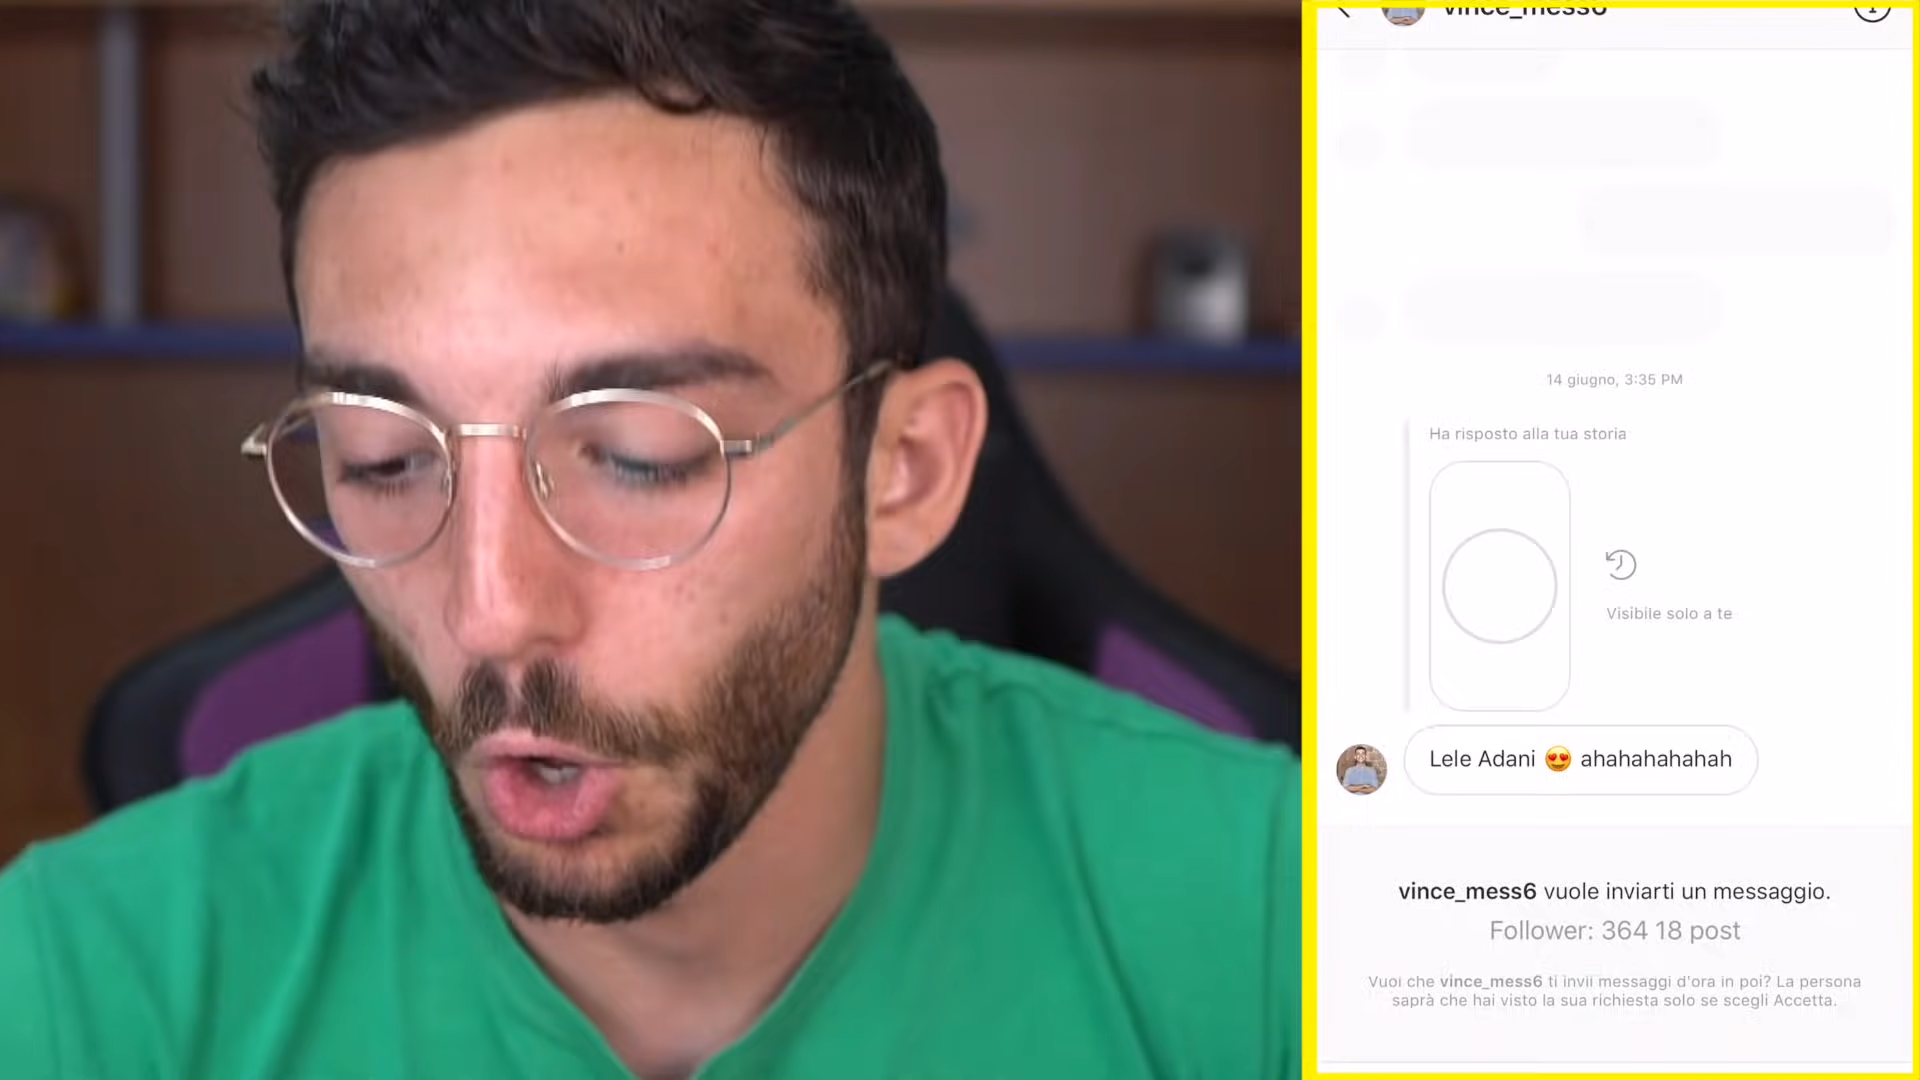 vince_mess6
14 giugno, 3:35 PM
Ha risposto alla tua storia
Visibile solo a te
Lele Adani 😍 ahahahahahah
vince_mess6 vuole inviarti un messaggio.
Follower: 364 18 post
Vuoi che vince_mess6 ti invii messaggi d'ora in poi? La persona
saprà che hai visto la sua richiesta solo se scegli Accetta.